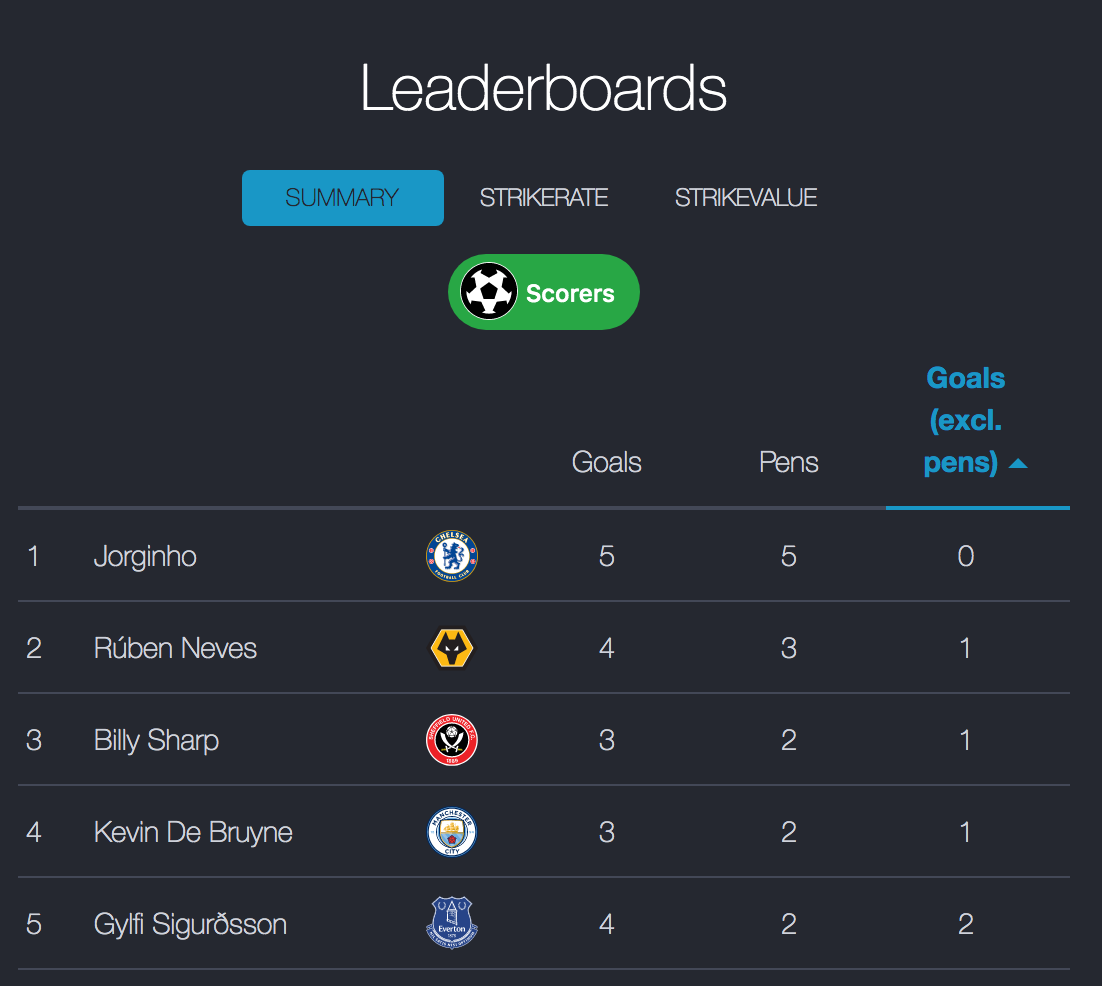 Leaderboards
SUMMARY STRIKERATE STRIKEVALUE
Scorers
Goals Pens Goals
(excl.
pens)
1 Jorginho CHELSEA FOOTBALL CLUB 5 5 0
2 Rúben Neves 4 3 1
3 Billy Sharp SHEFFIELD UNITED F.C. 1889 3 2 1
4 Kevin De Bruyne MANCHESTER CITY 3 2 1
5 Gylfi Sigurðsson Everton 4 2 2